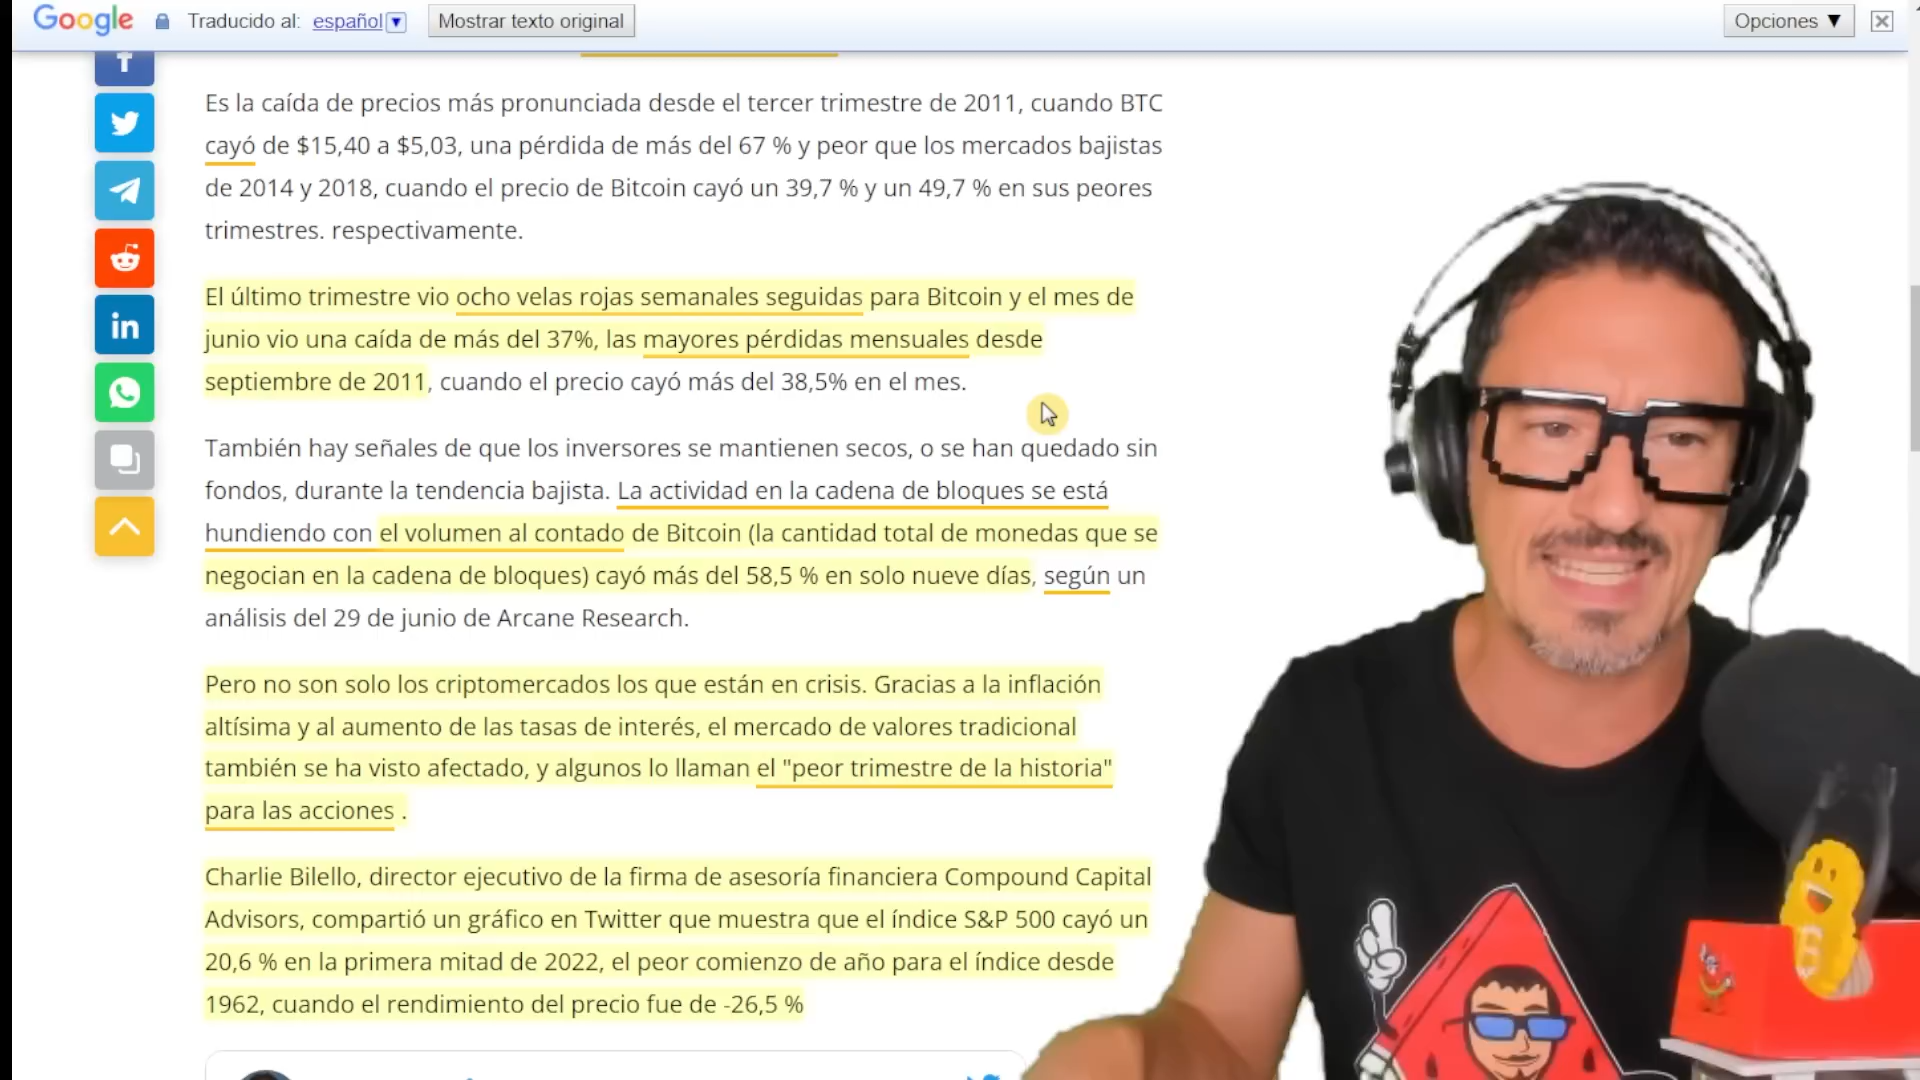 Google Traducido al: español Mostrar texto original Opciones ▼
Es la caída de precios más pronunciada desde el tercer trimestre de 2011, cuando BTC
cayó de $15,40 a $5,03, una pérdida de más del 67 % y peor que los mercados bajistas
de 2014 y 2018, cuando el precio de Bitcoin cayó un 39,7 % y un 49,7 % en sus peores
trimestres. respectivamente.
El último trimestre vio ocho velas rojas semanales seguidas para Bitcoin y el mes de
junio vio una caída de más del 37%, las mayores pérdidas mensuales desde
septiembre de 2011, cuando el precio cayó más del 38,5% en el mes.
También hay señales de que los inversores se mantienen secos, o se han quedado sin
fondos, durante la tendencia bajista. La actividad en la cadena de bloques se está
hundiendo con el volumen al contado de Bitcoin (la cantidad total de monedas que se
negocian en la cadena de bloques) cayó más del 58,5 % en solo nueve días, según un
análisis del 29 de junio de Arcane Research.
Pero no son solo los criptomercados los que están en crisis. Gracias a la inflación
altísima y al aumento de las tasas de interés, el mercado de valores tradicional
también se ha visto afectado, y algunos lo llaman el "peor trimestre de la historia"
para las acciones .
Charlie Bilello, director ejecutivo de la firma de asesoría financiera Compound Capital
Advisors, compartió un gráfico en Twitter que muestra que el índice S&P 500 cayó un
20,6 % en la primera mitad de 2022, el peor comienzo de año para el índice desde
1962, cuando el rendimiento del precio fue de -26,5 %